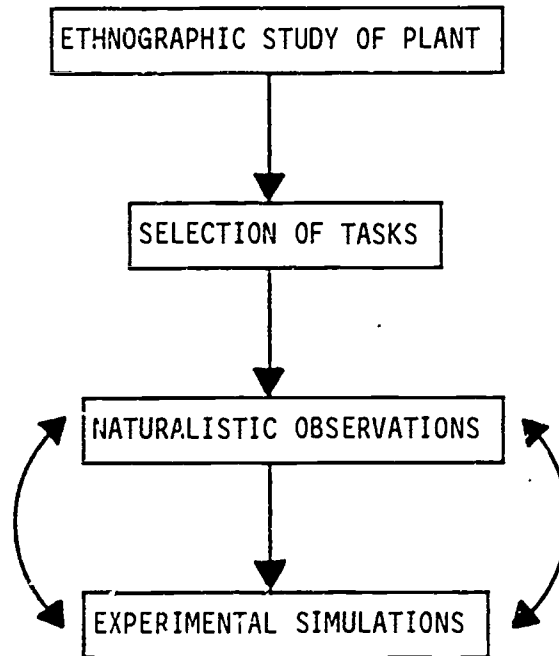 ETHNOGRAPHIC STUDY OF PLANT
SELECTION OF TASKS
NATURALISTIC OBSERVATIONS
EXPERIMENTAL SIMULATIONS